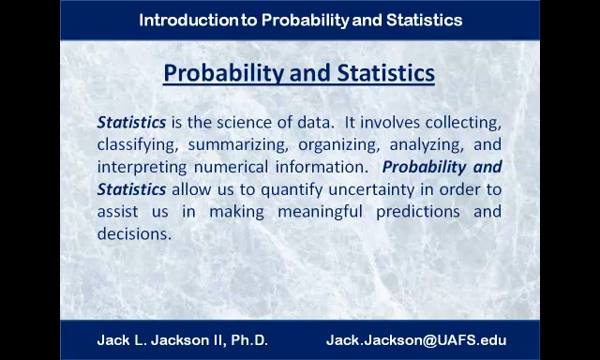 Introduction to Probability and Statistics
Probability and Statistics
Statistics is the science of data. It involves collecting,
classifying, summarizing, organizing, analyzing, and
interpreting numerical information. Probability and
Statistics allow us to quantify uncertainty in order to
assist us in making meaningful predictions and
decisions.
Jack L. Jackson II, Ph.D. Jack.Jackson@UAFS.edu